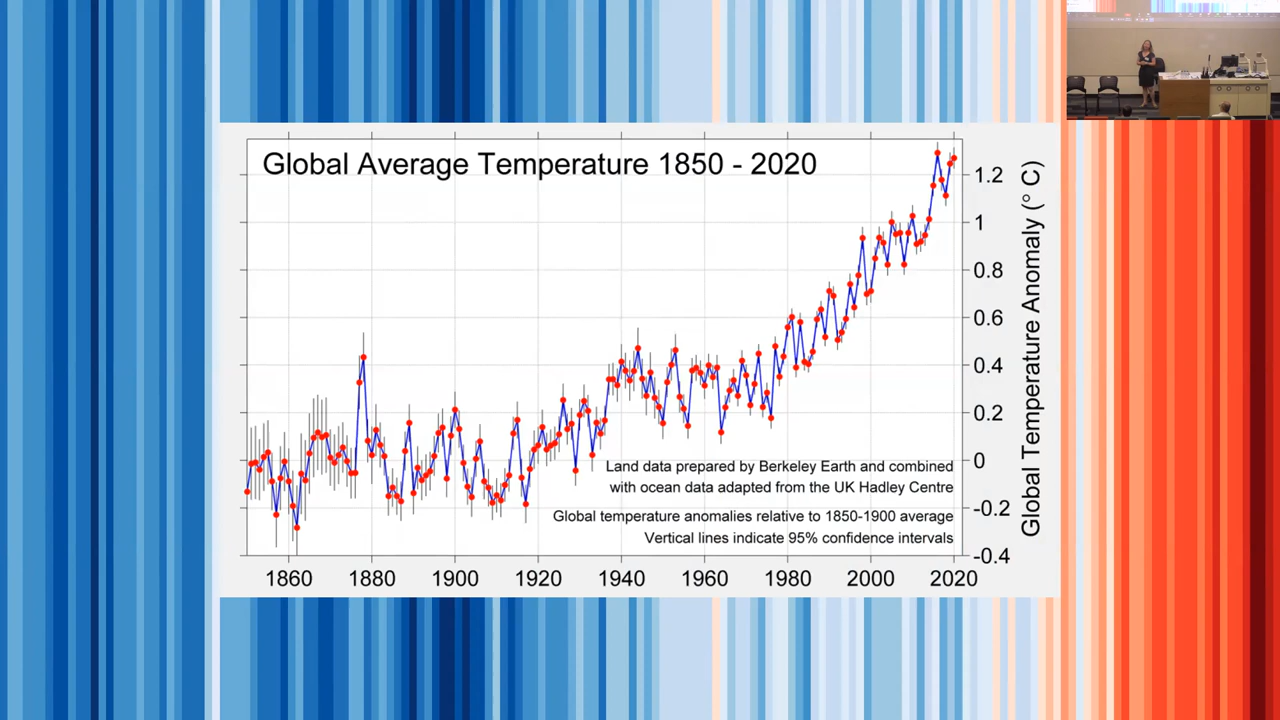 Global Average Temperature 1850 - 2020
1.2
1
0.8
0.6
0.4
0.2
0
-0.2
-0.4
Global Temperature Anomaly (° C)
Land data prepared by Berkeley Earth and combined
with ocean data adapted from the UK Hadley Centre
Global temperature anomalies relative to 1850-1900 average
Vertical lines indicate 95% confidence intervals
1860 1880 1900 1920 1940 1960 1980 2000 2020